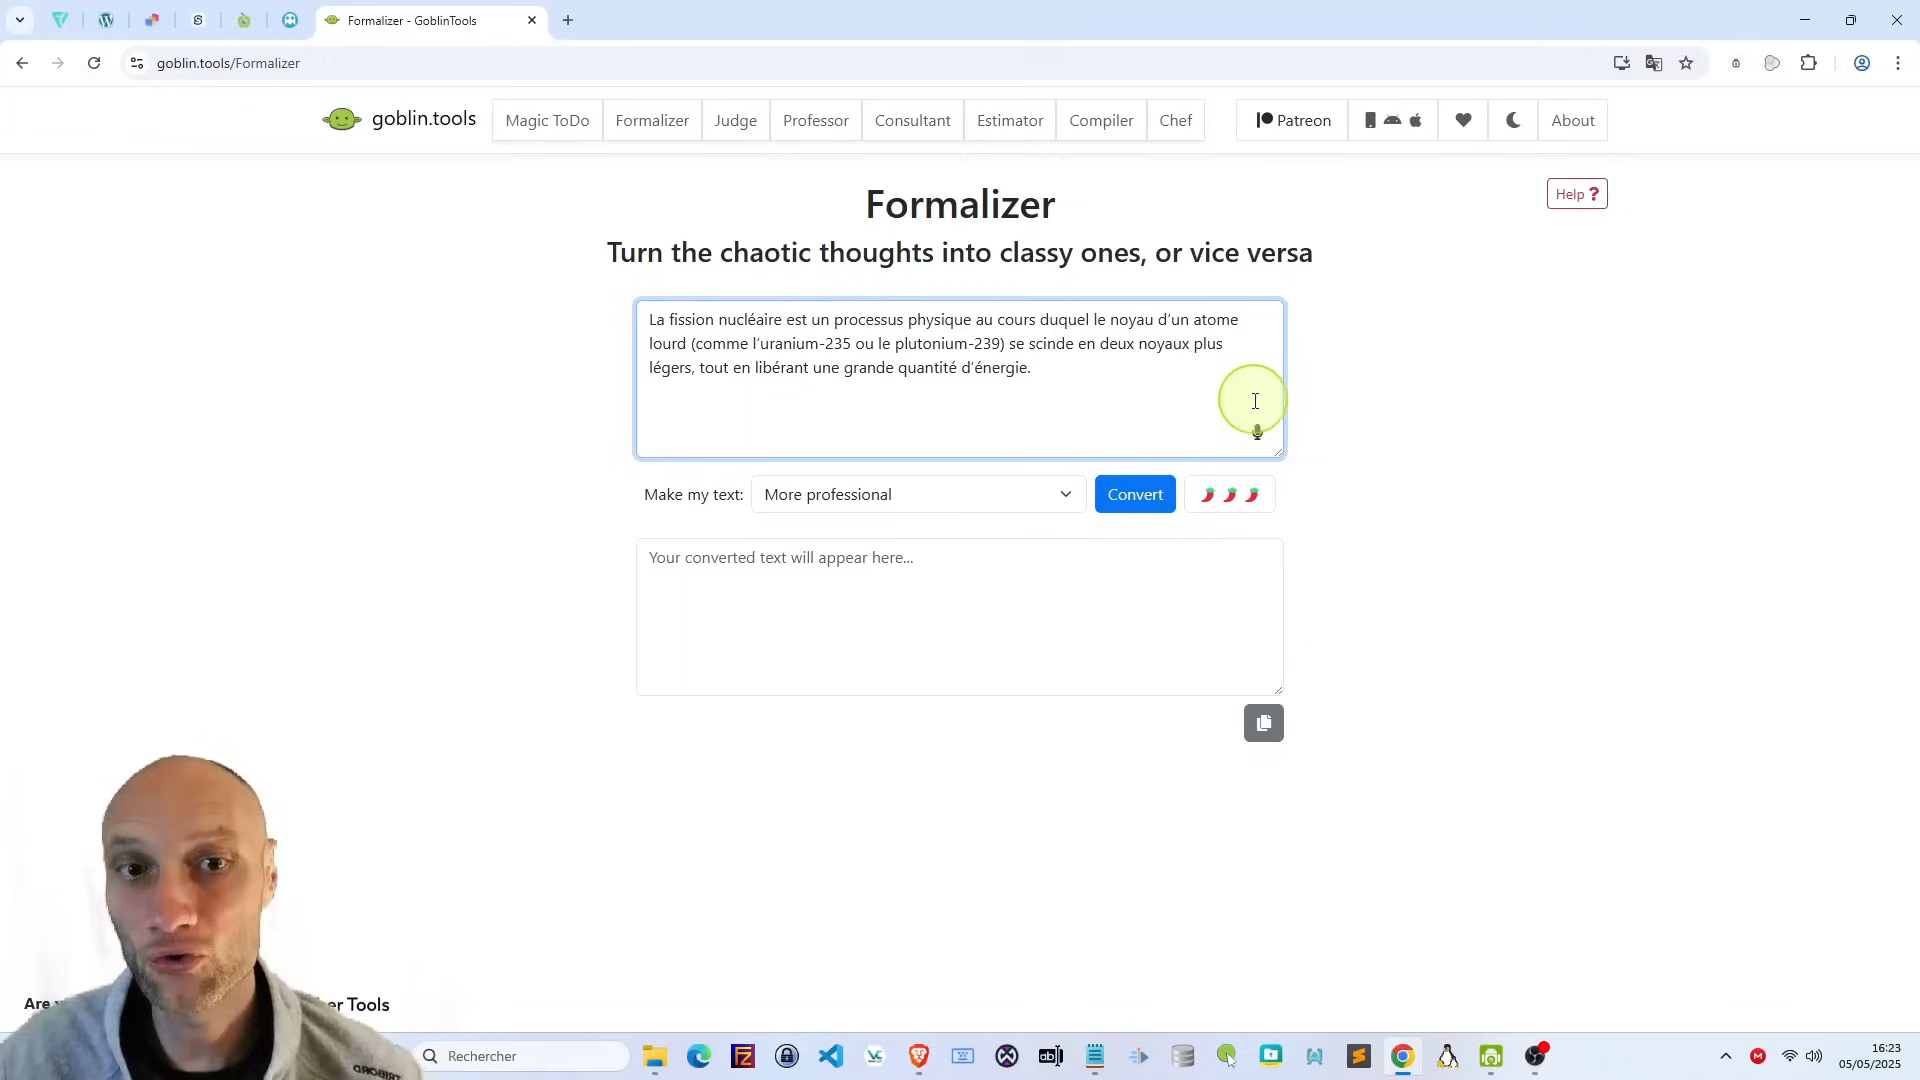 Formalizer - GoblinTools
goblin.tools/Formalizer
goblin.tools
Magic ToDo
Formalizer
Judge
Professor
Consultant
Estimator
Compiler
Chef
Patreon
About
Formalizer
Help ?
Turn the chaotic thoughts into classy ones, or vice versa
La fission nucléaire est un processus physique au cours duquel le noyau d’un atome
lourd (comme l’uranium-235 ou le plutonium-239) se scinde en deux noyaux plus
légers, tout en libérant une grande quantité d’énergie.
Make my text:
More professional
Convert
Your converted text will appear here...
Are
Tools
Rechercher
16:23
05/05/2025